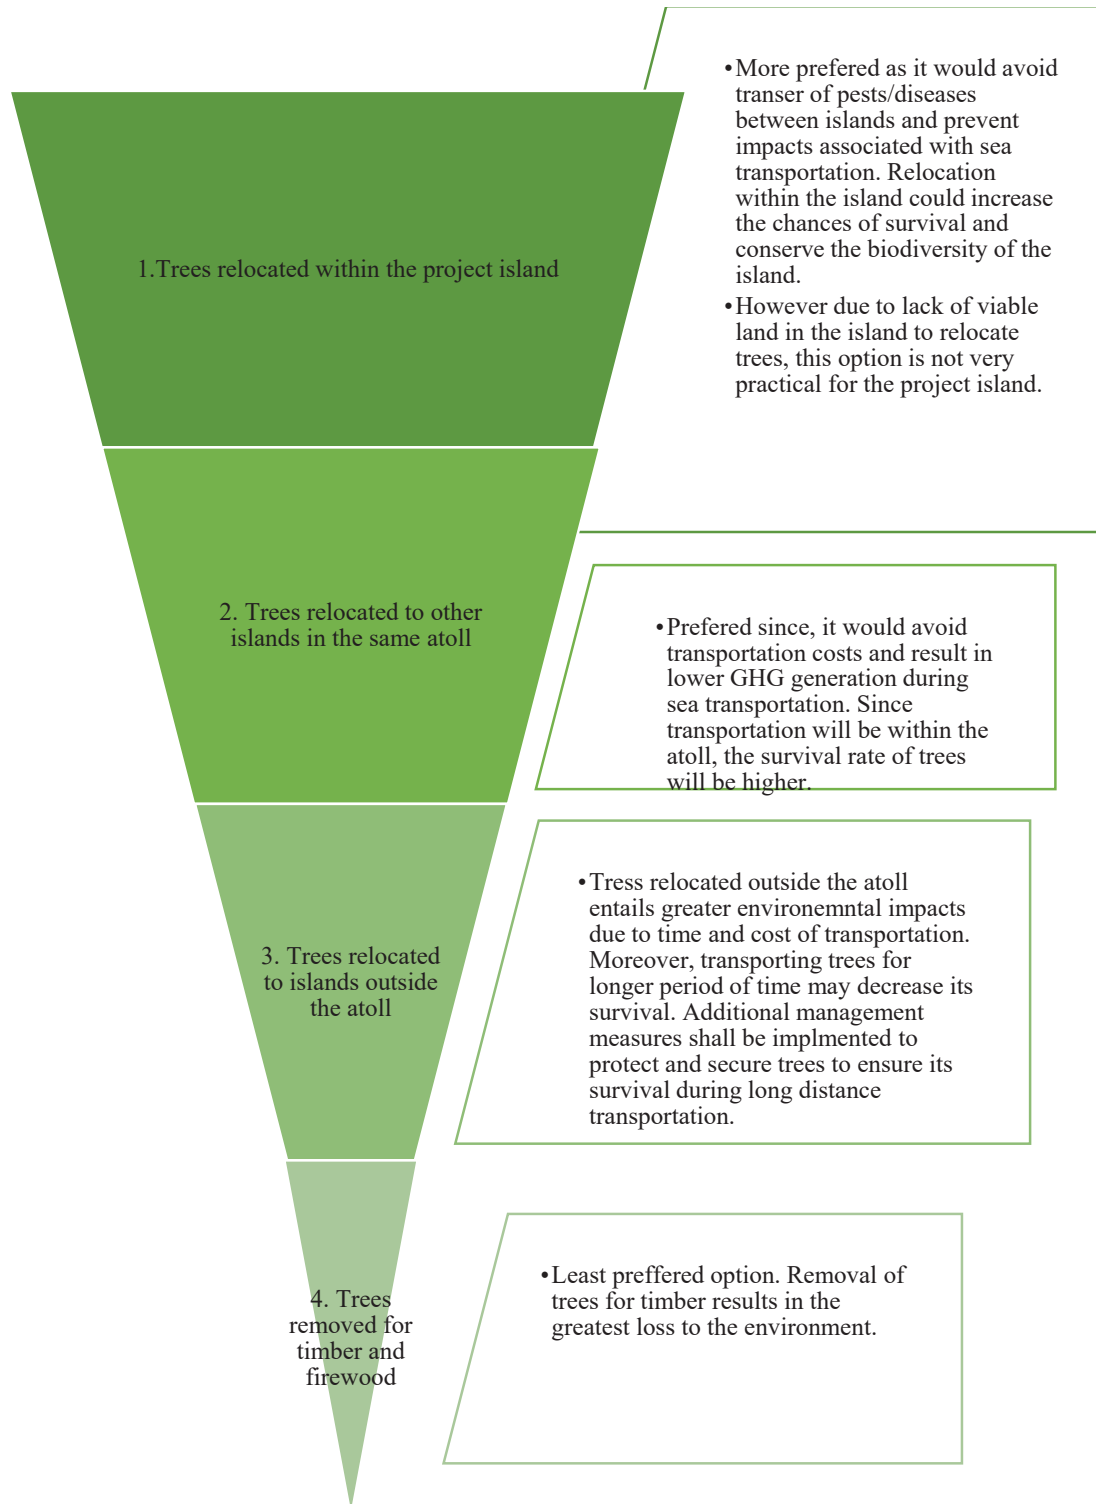 1.Trees relocated within the project island
•More prefered as it would avoid
transer of pests/diseases
between islands and prevent
impacts associated with sea
transportation. Relocation
within the island could increase
the chances of survival and
conserve the biodiversity of the
island.
•However due to lack of viable
land in the island to relocate
trees, this option is not very
practical for the project island.
2. Trees relocated to other
islands in the same atoll
•Prefered since, it would avoid
transportation costs and result in
lower GHG generation during
sea transportation. Since
transportation will be within the
atoll, the survival rate of trees
will be higher.
3. Trees relocated
to islands outside
the atoll
•Tress relocated outside the atoll
entails greater environemntal impacts
due to time and cost of transportation.
Moreover, transporting trees for
longer period of time may decrease its
survival. Additional management
measures shall be implmented to
protect and secure trees to ensure its
survival during long distance
transportation.
4. Trees
removed for
timber and
firewood
•Least preffered option. Removal of
trees for timber results in the
greatest loss to the environment.